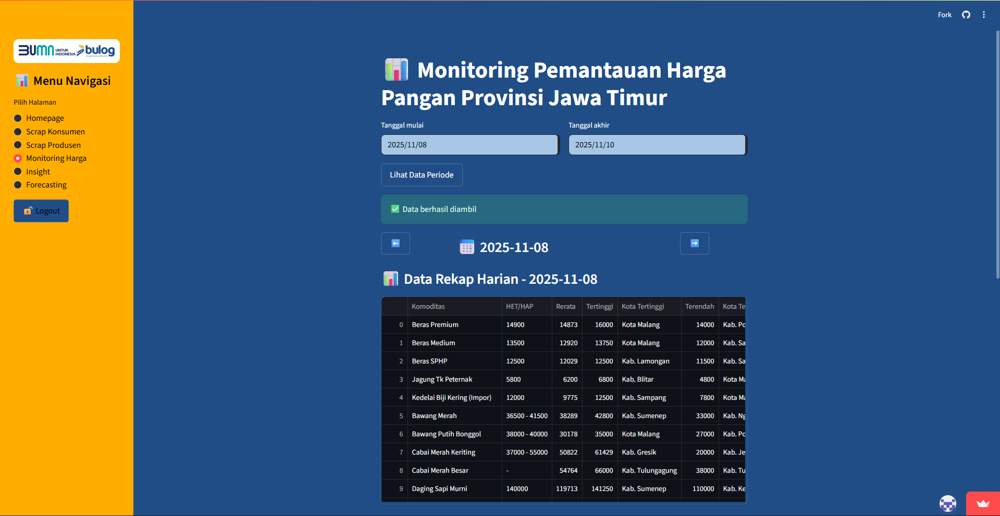 Fork
BUMN UNTUK INDONESIA bulog
Menu Navigasi
Pilih Halaman
Homepage
Scrap Konsumen
Scrap Produsen
Monitoring Harga
Insight
Forecasting
Logout
Monitoring Pemantauan Harga
Pangan Provinsi Jawa Timur
Tanggal mulai Tanggal akhir
2025/11/08 2025/11/10
Lihat Data Periode
Data berhasil diambil
2025-11-08
Data Rekap Harian - 2025-11-08
Komoditas HET/HAP Rerata Tertinggi Kota Tertinggi Terendah Kota Te
0 Beras Premium 14900 14873 16000 Kota Malang 14000 Kab. Po
1 Beras Medium 13500 12920 13750 Kota Malang 12000 Kab. Sa
2 Beras SPHP 12500 12029 12500 Kab. Lamongan 11500 Kab. Sa
3 Jagung Tk Peternak 5800 6200 6800 Kab. Blitar 4800 Kota Ma
4 Kedelai Biji Kering (Impor) 12000 9775 12500 Kab. Sampang 7800 Kota Ma
5 Bawang Merah 36500 - 41500 38289 42800 Kab. Sumenep 33000 Kab. Ng
6 Bawang Putih Bonggol 38000 - 40000 30178 35000 Kota Malang 27000 Kab. Po
7 Cabai Merah Keriting 37000 - 55000 50822 61429 Kab. Gresik 20000 Kab. Je
8 Cabai Merah Besar - 54764 66000 Kab. Tulungagung 38000 Kab. Tu
9 Daging Sapi Murni 140000 119713 141250 Kab. Sumenep 110000 Kab. Ke